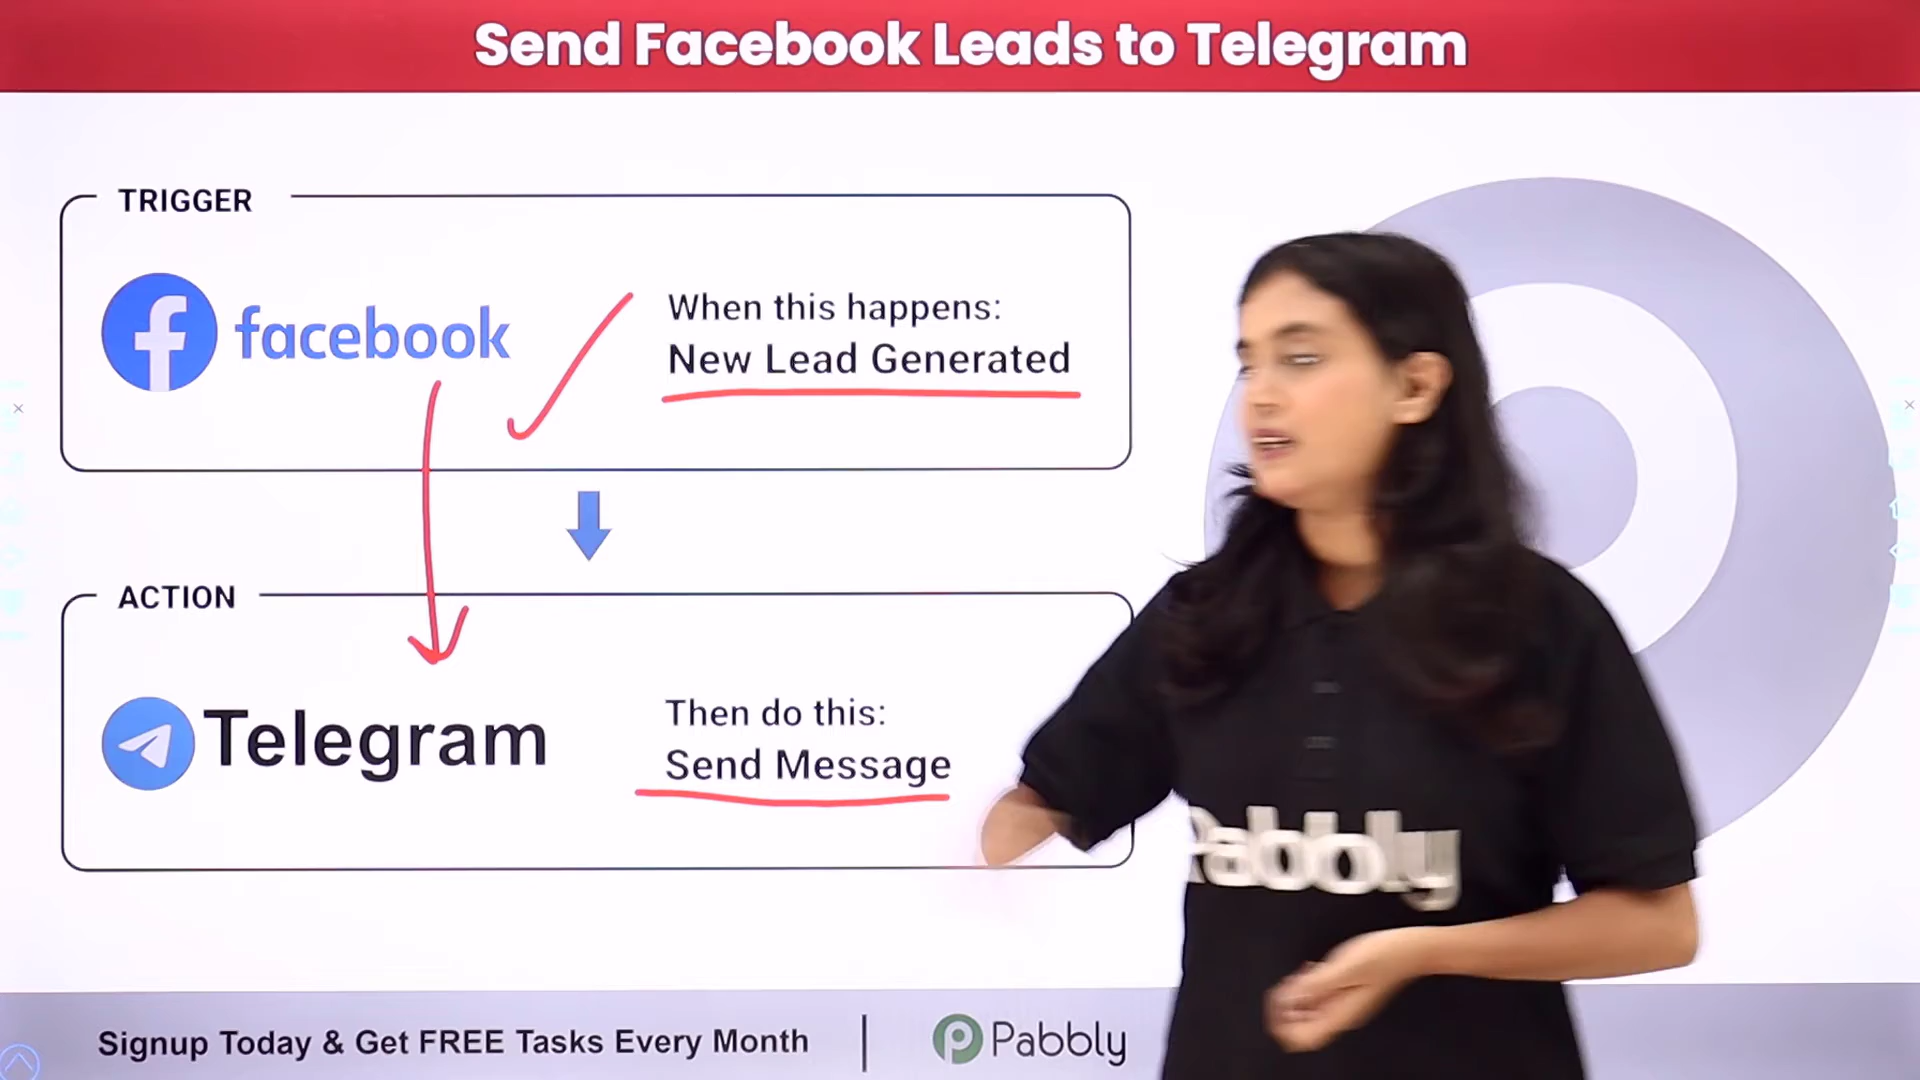 Send Facebook Leads to Telegram
TRIGGER
facebook
When this happens:
New Lead Generated
ACTION
Telegram
Then do this:
Send Message
Pabbly
Signup Today & Get FREE Tasks Every Month
Pabbly